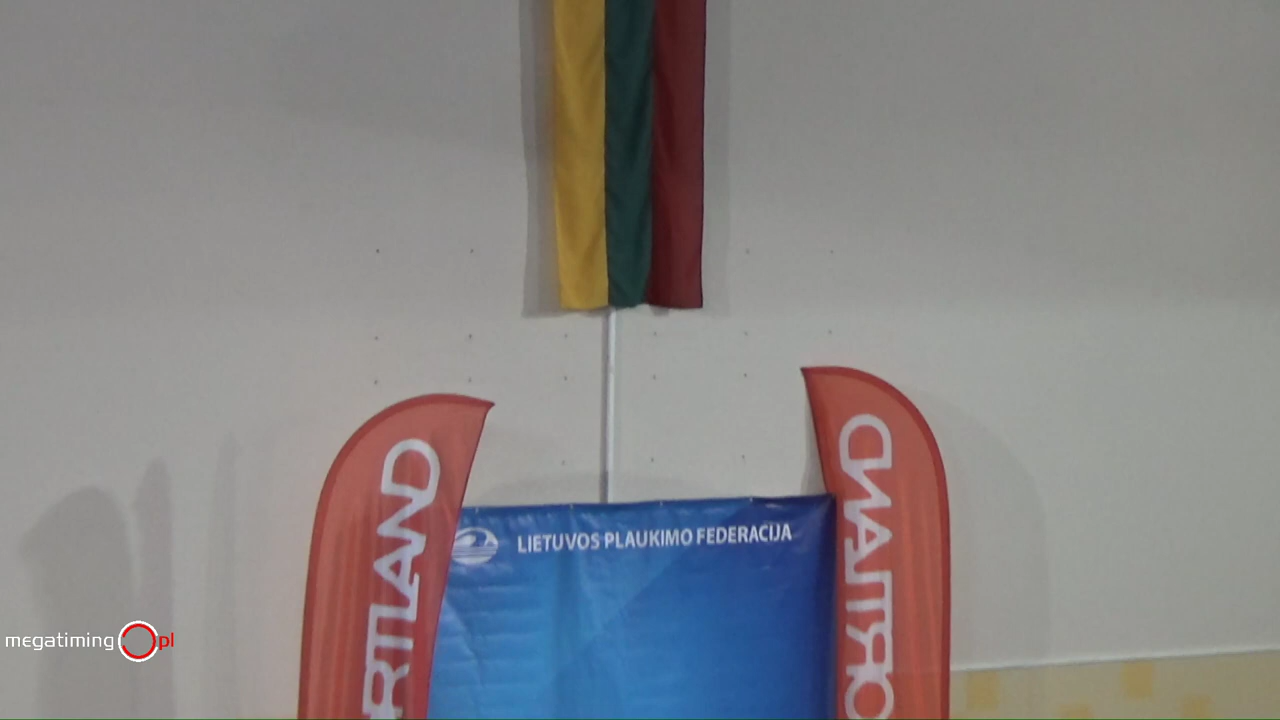 LIETUVOS PLAUKIMO FEDERACIJA
RTLAND
ORTLAND
megatiming.pl